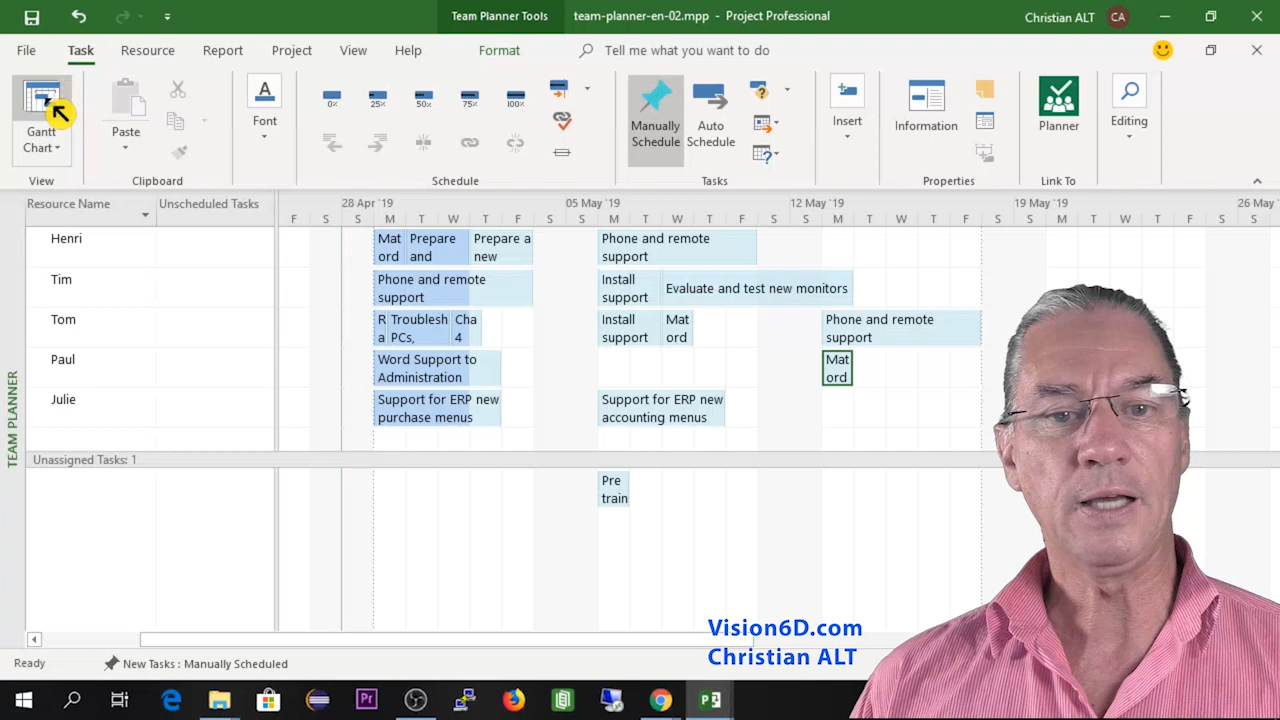 Team Planner Tools
team-planner-en-02.mpp - Project Professional
Christian ALT
CA
File
Task
Resource
Report
Project
View
Help
Format
Tell me what you want to do
Gantt Chart
Paste
A
Font
0%
25%
50%
75%
100%
Manually Schedule
Auto Schedule
Insert
Information
Planner
Editing
View
Clipboard
Schedule
Tasks
Properties
Link To
Resource Name
Unscheduled Tasks
28 Apr '19
05 May '19
12 May '19
19 May '19
26 May '
F S S M T W T F S S M T W T F S S M T W T F S S M T W T F S S
Henri
Mat ord
Prepare and
Prepare a new
Phone and remote support
Tim
Phone and remote support
Install support
Evaluate and test new monitors
Tom
R a
Troublesh PCs,
Cha 4
Install support
Mat ord
Phone and remote support
Paul
Word Support to Administration
Mat ord
Julie
Support for ERP new purchase menus
Support for ERP new accounting menus
Unassigned Tasks: 1
Pre train
TEAM PLANNER
Vision6D.com
Christian ALT
Ready
New Tasks : Manually Scheduled
Pr